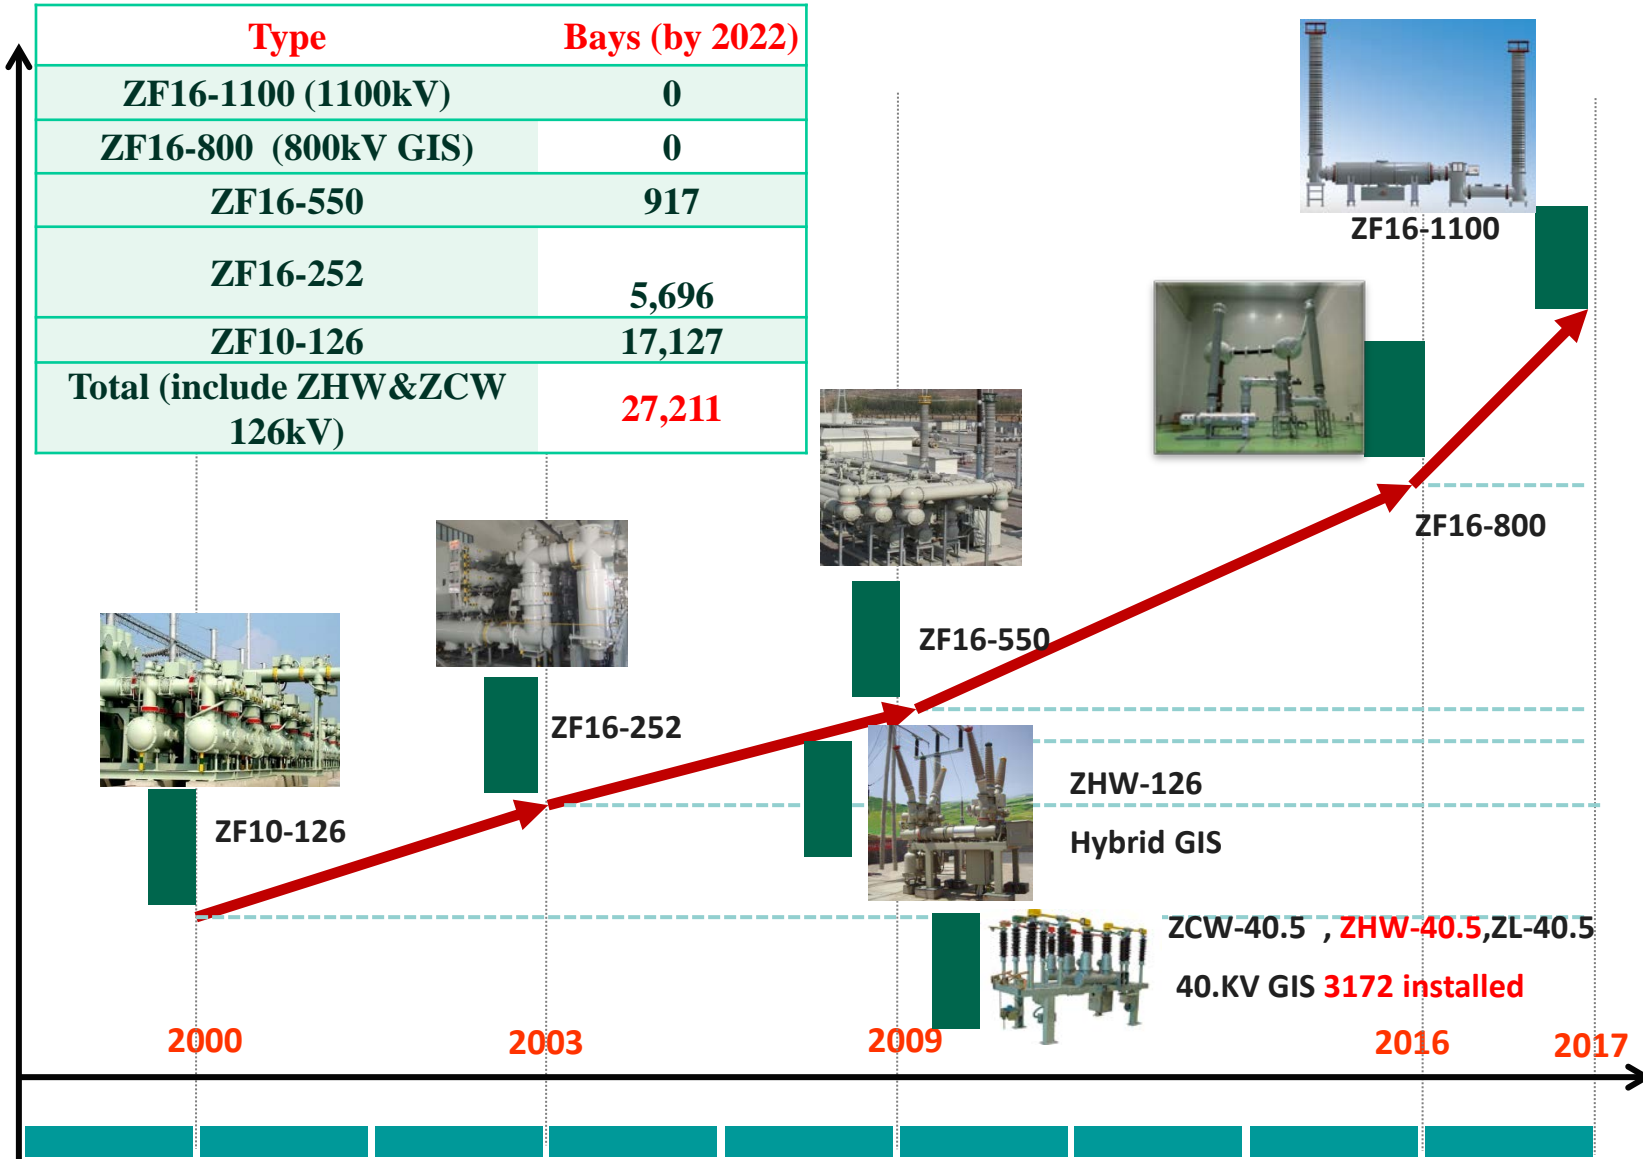 Type Bays (by 2022)
ZF16-1100 (1100kV) 0
ZF16-800 (800kV GIS) 0
ZF16-550 917
ZF16-252 5,696
ZF10-126 17,127
Total (include ZHW&ZCW
126kV) 27,211
ZF16-1100
ZF16-800
ZF16-550
ZF16-252
ZF10-126
ZHW-126
Hybrid GIS
ZCW-40.5 , ZHW-40.5,ZL-40.5
40.KV GIS 3172 installed
2000 2003 2009 2016 2017